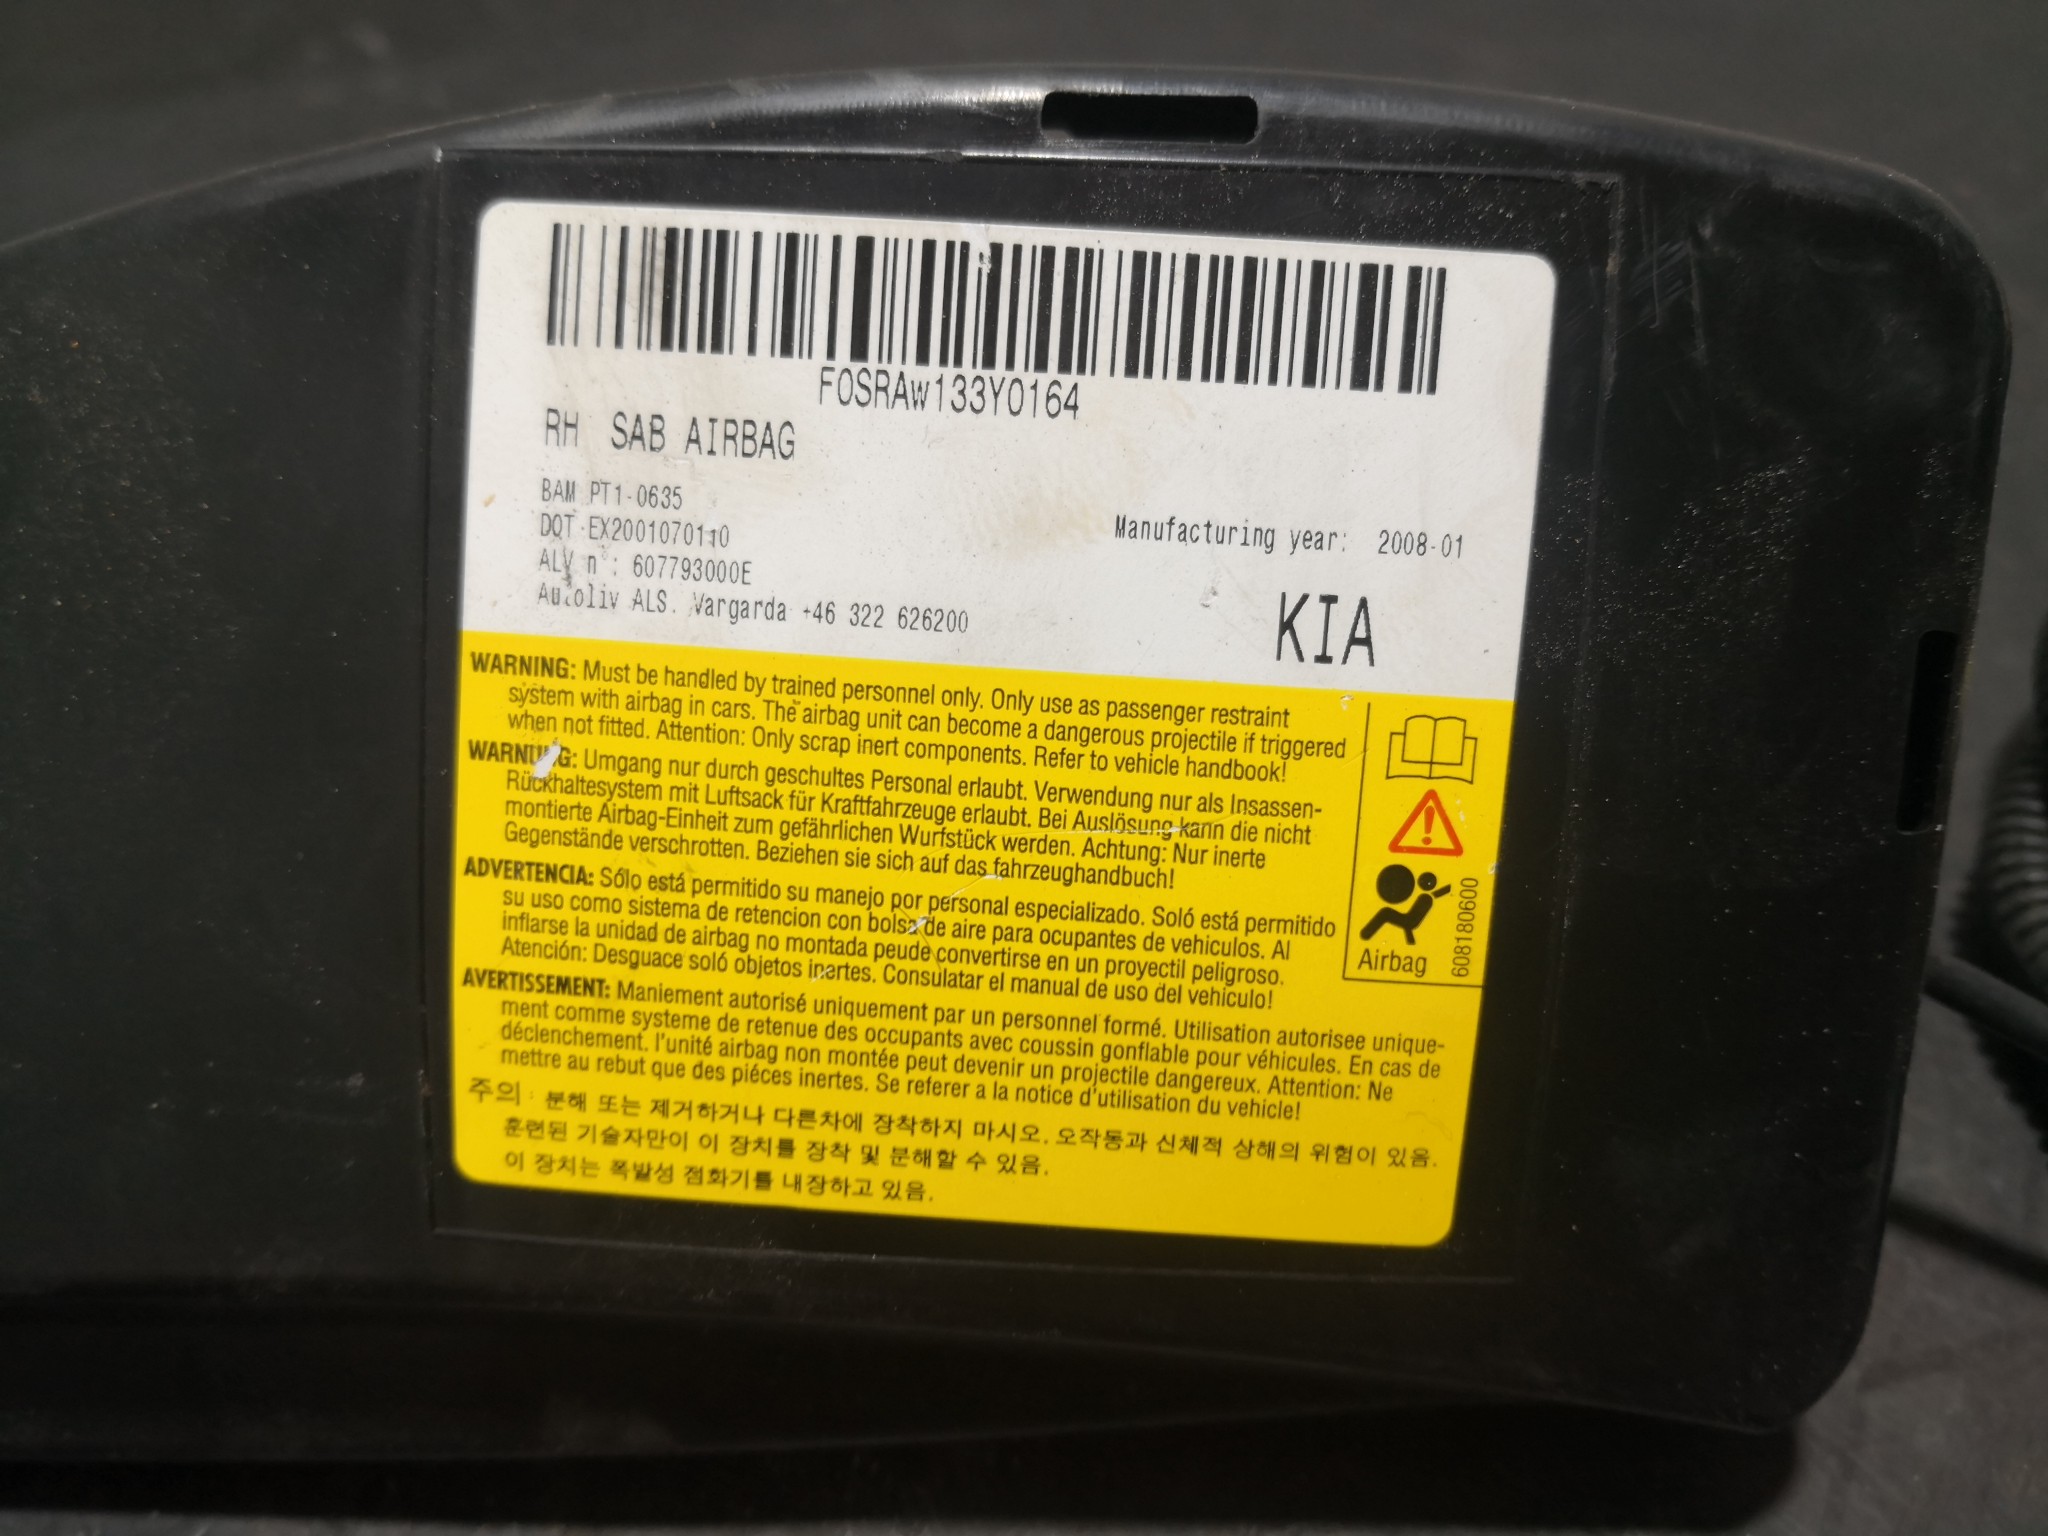 F0SRAw133Y0164
RH SAB AIRBAG
BAM PT1-0635
DOT-EX2001070110
ALV n°: 607793000E
Autoliv ALS. Vargarda +46 322 626200
Manufacturing year: 2008-01
KIA
WARNING: Must be handled by trained personnel only. Only use as passenger restraint
system with airbag in cars. The airbag unit can become a dangerous projectile if triggered
when not fitted. Attention: Only scrap inert components. Refer to vehicle handbook!
WARNUNG: Umgang nur durch geschultes Personal erlaubt. Verwendung nur als Insassen-
Rückhaltesystem mit Luftsack für Kraftfahrzeuge erlaubt. Bei Auslösung kann die nicht
montierte Airbag-Einheit zum gefährlichen Wurfstück werden. Achtung: Nur inerte
Gegenstände verschrotten. Beziehen sie sich auf das fahrzeughandbuch!
ADVERTENCIA: Sólo está permitido su manejo por personal especializado. Soló está permitido
su uso como sistema de retencion con bolsa de aire para ocupantes de vehiculos. Al
inflarse la unidad de airbag no montada peude convertirse en un proyectil peligroso.
Atención: Desguace soló objetos inertes. Consulatar el manual de uso del vehiculo!
AVERTISSEMENT: Maniement autorisé uniquement par un personnel formé. Utilisation autorisee unique-
ment comme systeme de retenue des occupants avec coussin gonflable pour véhicules. En cas de
déclenchement. l'unité airbag non montée peut devenir un projectile dangereux. Attention: Ne
mettre au rebut que des piéces inertes. Se referer a la notice d'utilisation du vehicle!
주의 : 분해 또는 제거하거나 다른차에 장착하지 마시오. 오작동과 신체적 상해의 위험이 있음.
훈련된 기술자만이 이 장치를 장착 및 분해할 수 있음.
이 장치는 폭발성 점화기를 내장하고 있음.
Airbag
608180600